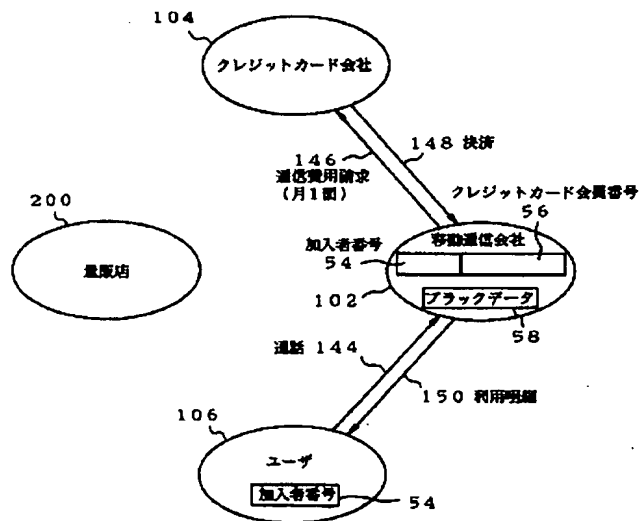 104
クレジットカード会社
148 決済
146
通信費用請求
(月1回)
クレジットカード会員番号
56
200
量販店
加入者番号
54
移動通信会社
102
ブラックデータ
58
通話 144
150 利用明細
106
ユーザ
加入者番号
54